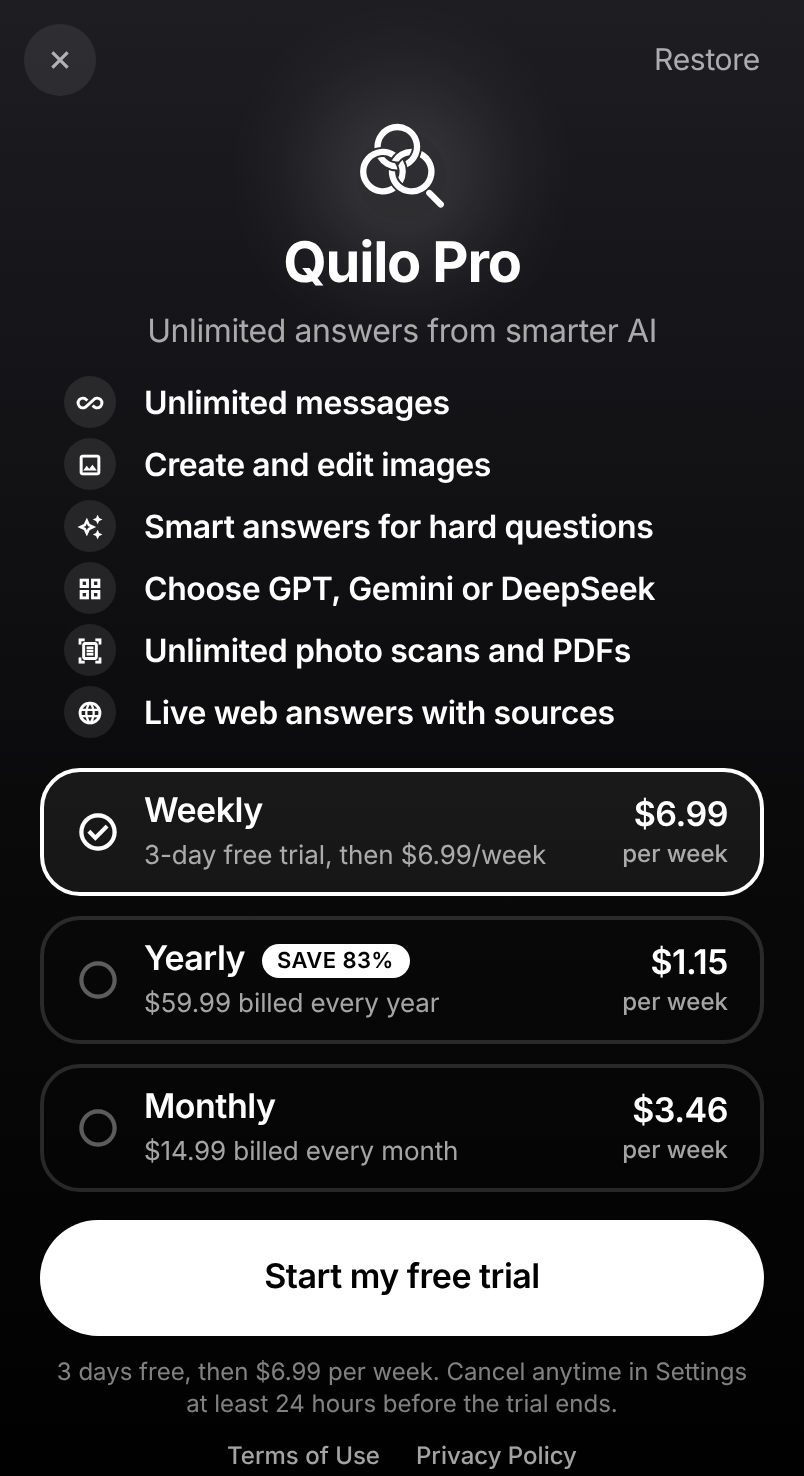 Restore
Quilo Pro
Unlimited answers from smarter AI
Unlimited messages
Create and edit images
Smart answers for hard questions
Choose GPT, Gemini or DeepSeek
Unlimited photo scans and PDFs
Live web answers with sources
Weekly $6.99
3-day free trial, then $6.99/week per week
Yearly SAVE 83% $1.15
$59.99 billed every year per week
Monthly $3.46
$14.99 billed every month per week
Start my free trial
3 days free, then $6.99 per week. Cancel anytime in Settings
at least 24 hours before the trial ends.
Terms of Use Privacy Policy